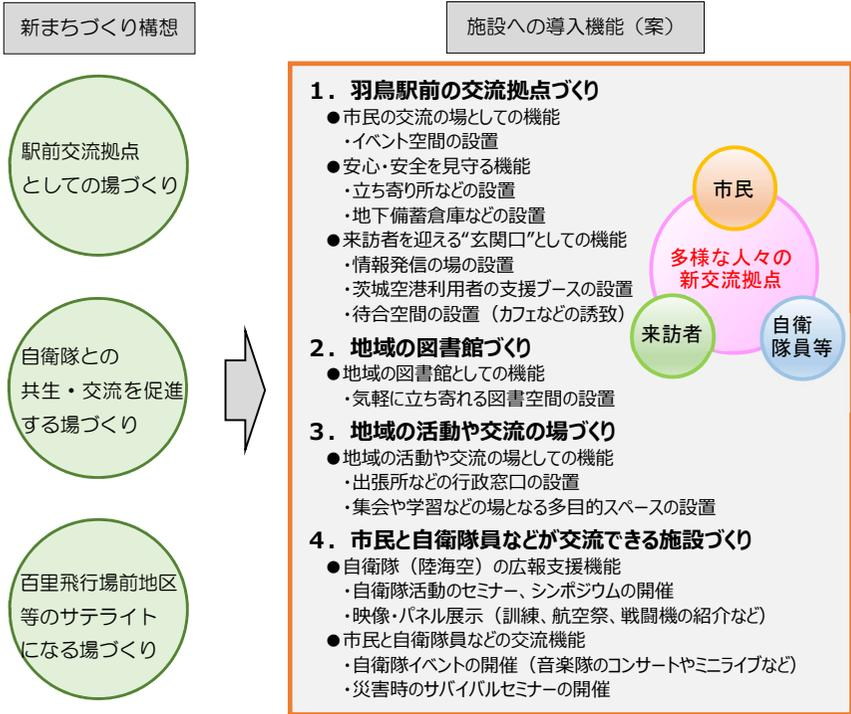 新まちづくり構想
駅前交流拠点
としての場づくり
自衛隊との
共生・交流を促進
する場づくり
百里飛行場前地区
等のサテライト
になる場づくり
施設への導入機能（案）
１．羽鳥駅前の交流拠点づくり
●市民の交流の場としての機能
・イベント空間の設置
●安心・安全を見守る機能
・立ち寄り所などの設置
・地下備蓄倉庫などの設置
●来訪者を迎える“玄関口”としての機能
・情報発信の場の設置
・茨城空港利用者の支援ブースの設置
・待合空間の設置（カフェなどの誘致）
２．地域の図書館づくり
●地域の図書館としての機能
・気軽に立ち寄れる図書空間の設置
３．地域の活動や交流の場づくり
●地域の活動や交流の場としての機能
・出張所などの行政窓口の設置
・集会や学習などの場となる多目的スペースの設置
４．市民と自衛隊員などが交流できる施設づくり
●自衛隊（陸海空）の広報支援機能
・自衛隊活動のセミナー、シンポジウムの開催
・映像・パネル展示（訓練、航空祭、戦闘機の紹介など）
●市民と自衛隊員などの交流機能
・自衛隊イベントの開催（音楽隊のコンサートやミニライブなど）
・災害時のサバイバルセミナーの開催
市民
多様な人々の
新交流拠点
来訪者
自衛
隊員等